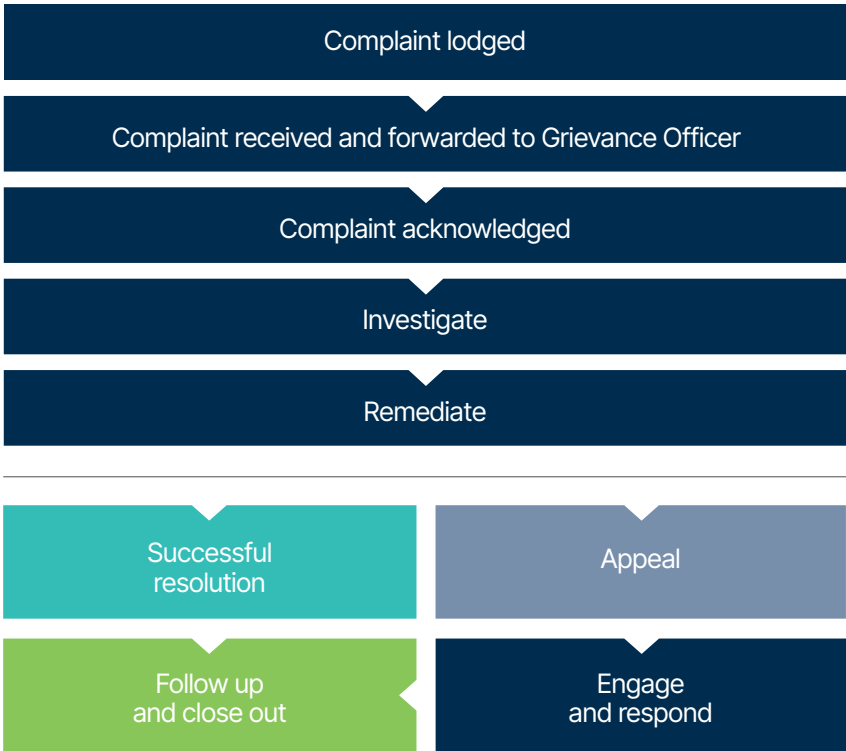 Complaint lodged
Complaint received and forwarded to Grievance Officer
Complaint acknowledged
Investigate
Remediate
Successful
resolution
Appeal
Follow up
and close out
Engage
and respond